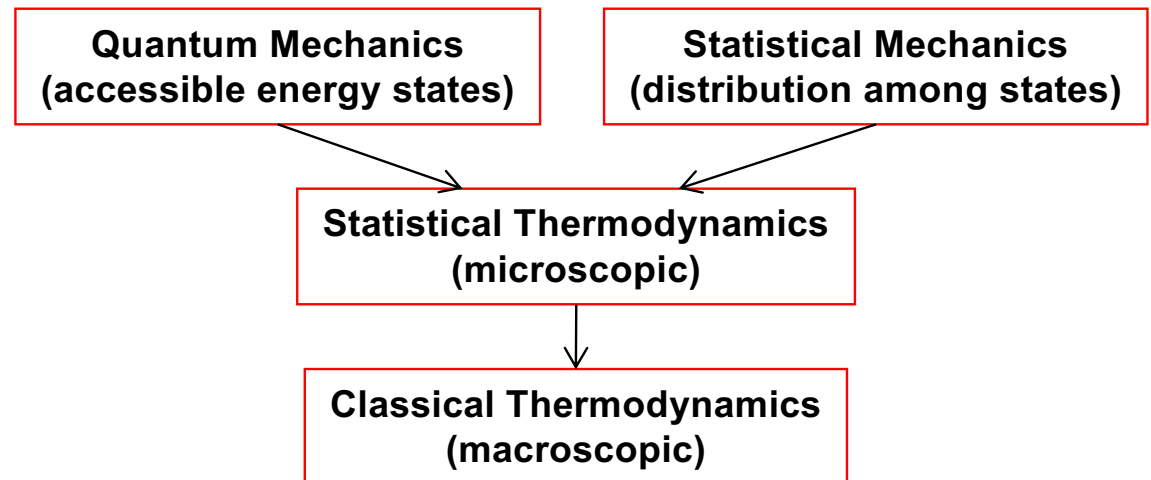 Quantum Mechanics
(accessible energy states)
Statistical Mechanics
(distribution among states)
Statistical Thermodynamics
(microscopic)
Classical Thermodynamics
(macroscopic)